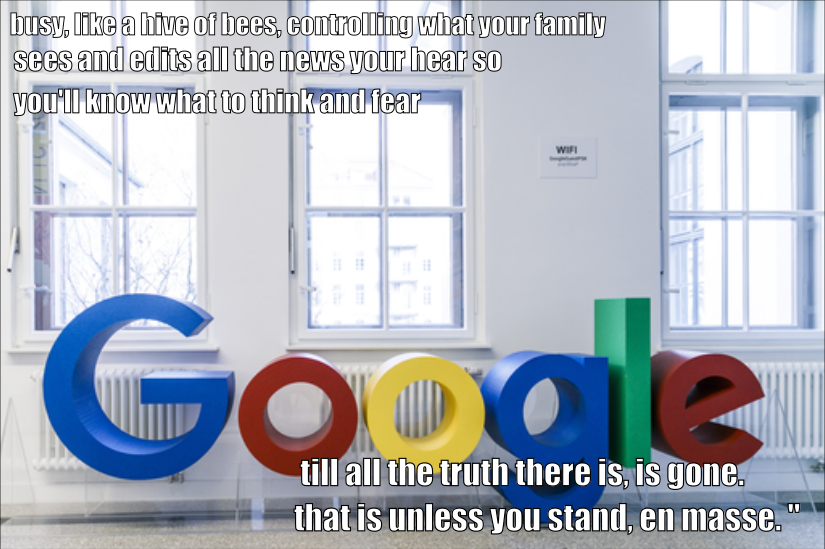 busy, like a hive of bees, controlling what your family
sees and edits all the news your hear so
you'll know what to think and fear
WIFI
Google
till all the truth there is, is gone.
that is unless you stand, en masse. "